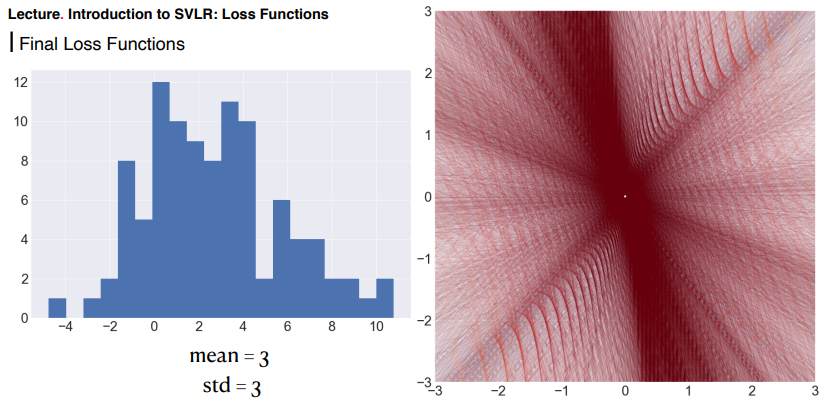 Lecture. Introduction to SVLR: Loss Functions
Final Loss Functions
12
10
8
6
4
2
0
−4 −2 0 2 4 6 8 10
mean = 3
std = 3
3
2
1
0
−1
−2
−3
−3 −2 −1 0 1 2 3